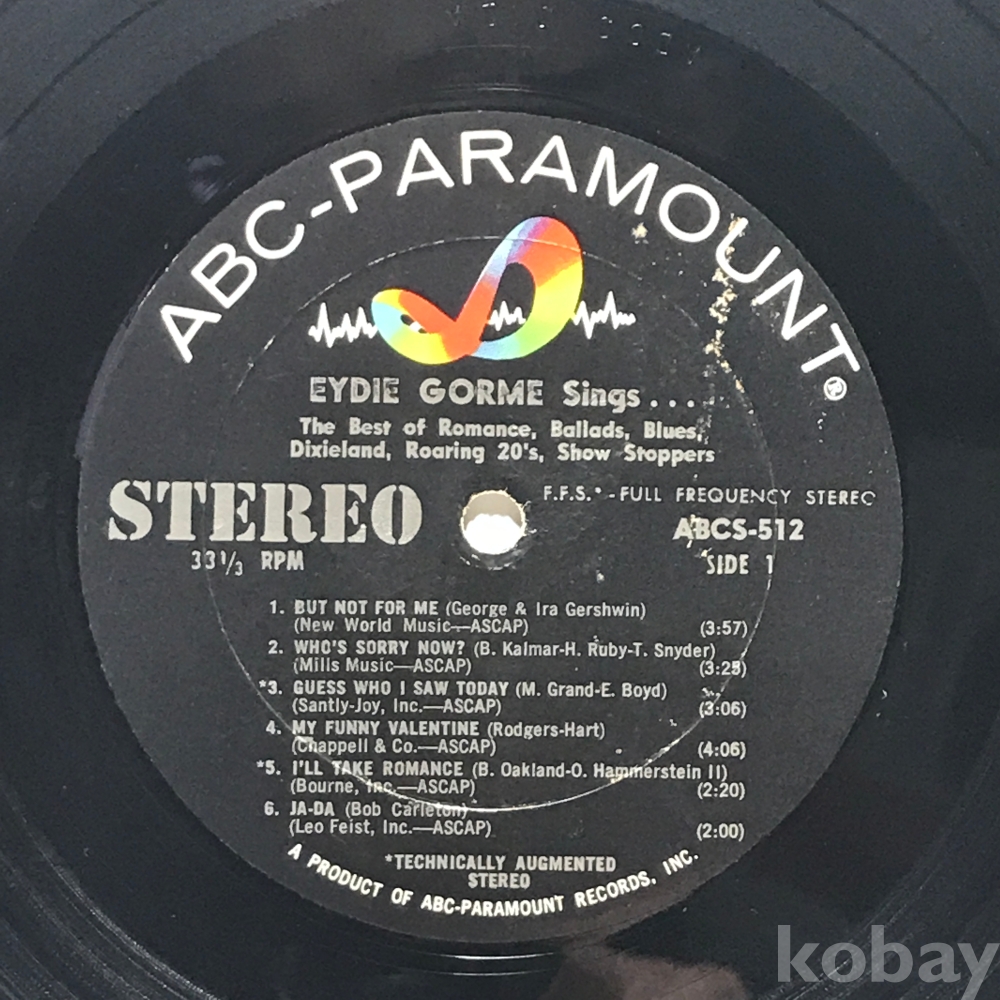 ABC-PARAMOUNT®
EYDIE GORME Sings . . .
The Best of Romance, Ballads, Blues,
Dixieland, Roaring 20's, Show Stoppers
STEREO
33⅓ RPM
F.F.S.* - FULL FREQUENCY STEREO
ABCS-512
SIDE 1
1. BUT NOT FOR ME (George & Ira Gershwin)
(New World Music—ASCAP) (3:57)
2. WHO'S SORRY NOW? (B. Kalmar-H. Ruby-T. Snyder)
(Mills Music—ASCAP) (3:25)
*3. GUESS WHO I SAW TODAY (M. Grand-E. Boyd)
(Santly-Joy, Inc.—ASCAP) (3:06)
4. MY FUNNY VALENTINE (Rodgers-Hart)
(Chappell & Co.—ASCAP) (4:06)
*5. I'LL TAKE ROMANCE (B. Oakland-O. Hammerstein II)
(Bourne, Inc.—ASCAP) (2:20)
6. JA-DA (Bob Carleton)
(Leo Feist, Inc.—ASCAP) (2:00)
*TECHNICALLY AUGMENTED
STEREO
A PRODUCT OF ABC-PARAMOUNT RECORDS, INC.
kobay